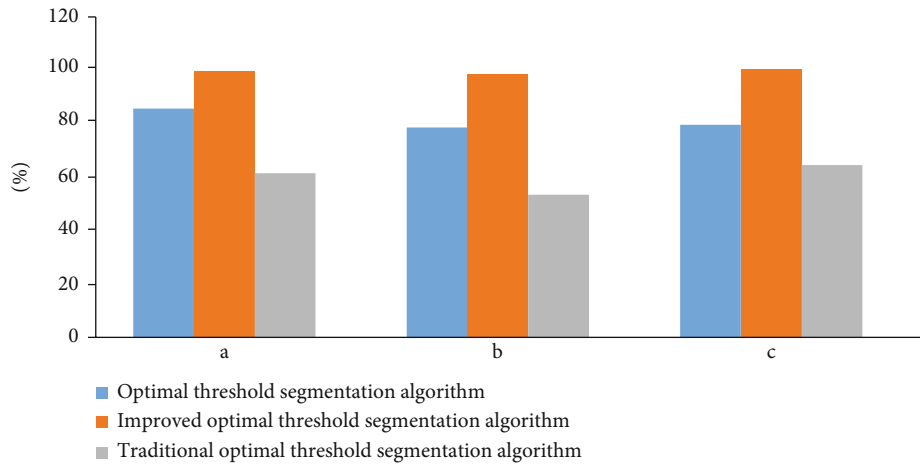 120
100
80
60
40
20
0
(%)
a b c
Optimal threshold segmentation algorithm
Improved optimal threshold segmentation algorithm
Traditional optimal threshold segmentation algorithm